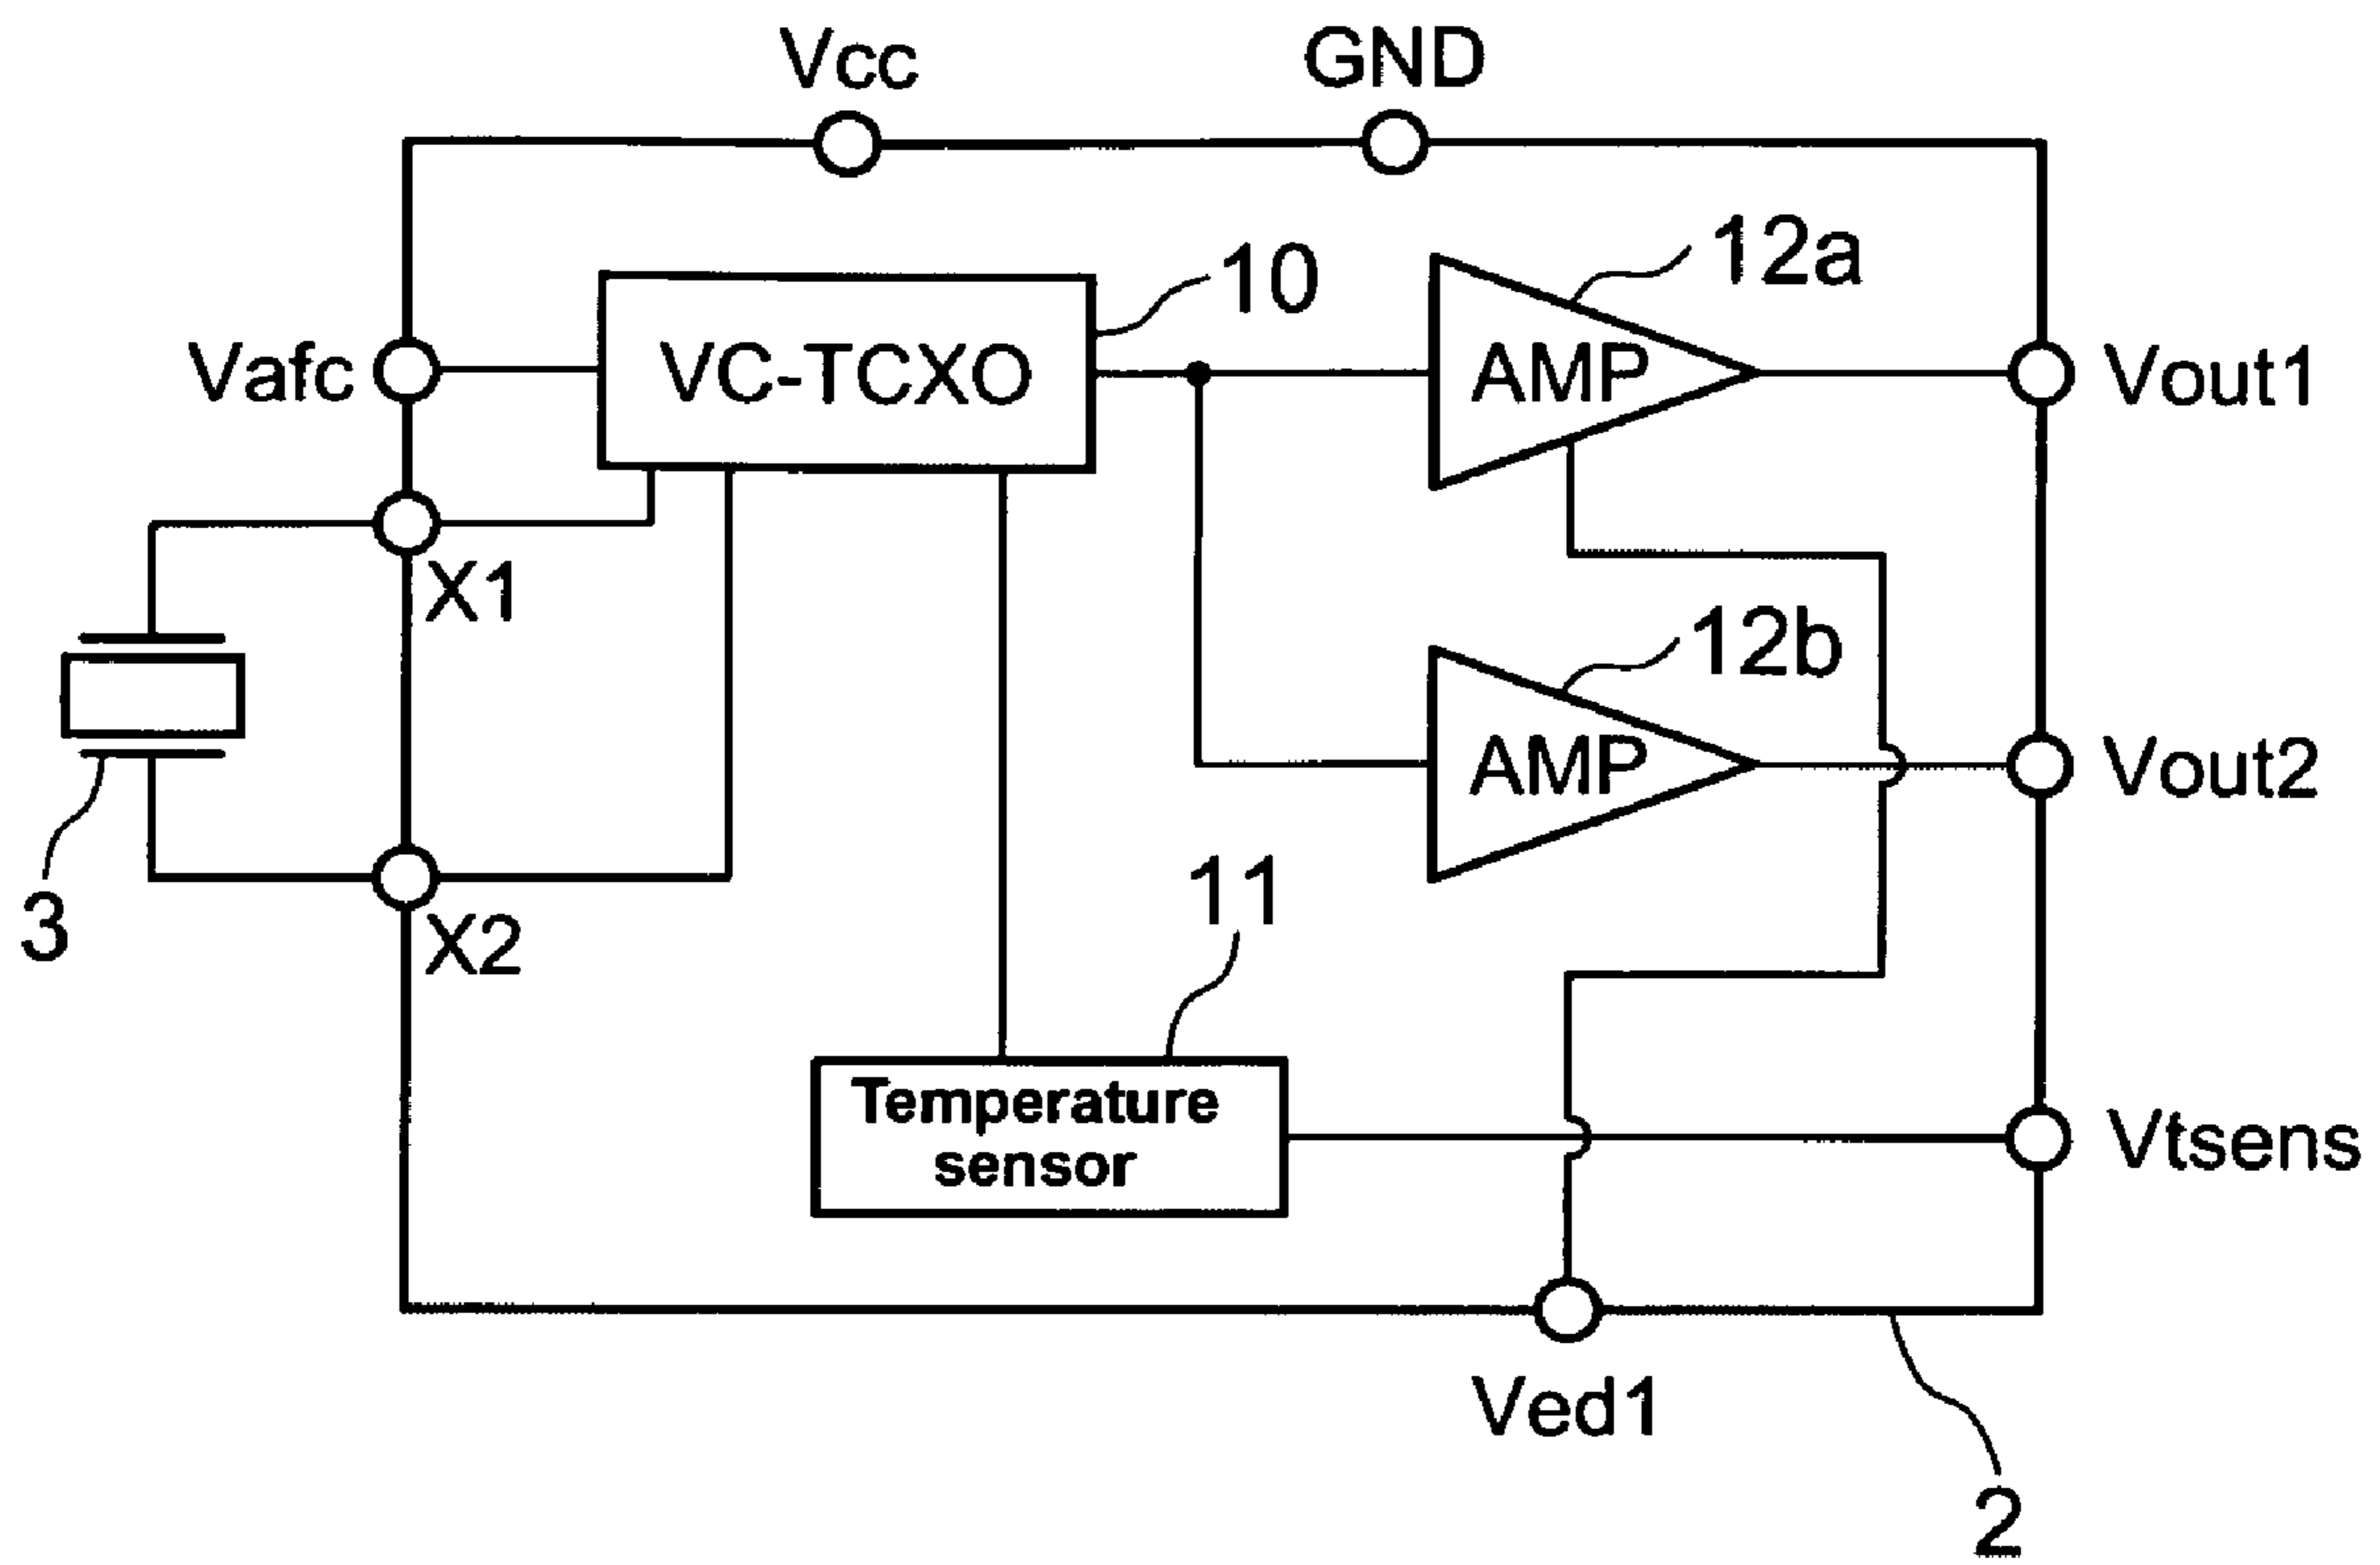 Vcc
GND
12a
10
Vafc
VC-TCXO
AMP
Vout1
X1
12b
AMP
Vout2
11
3
X2
Temperature
sensor
Vtsens
Ved1
2